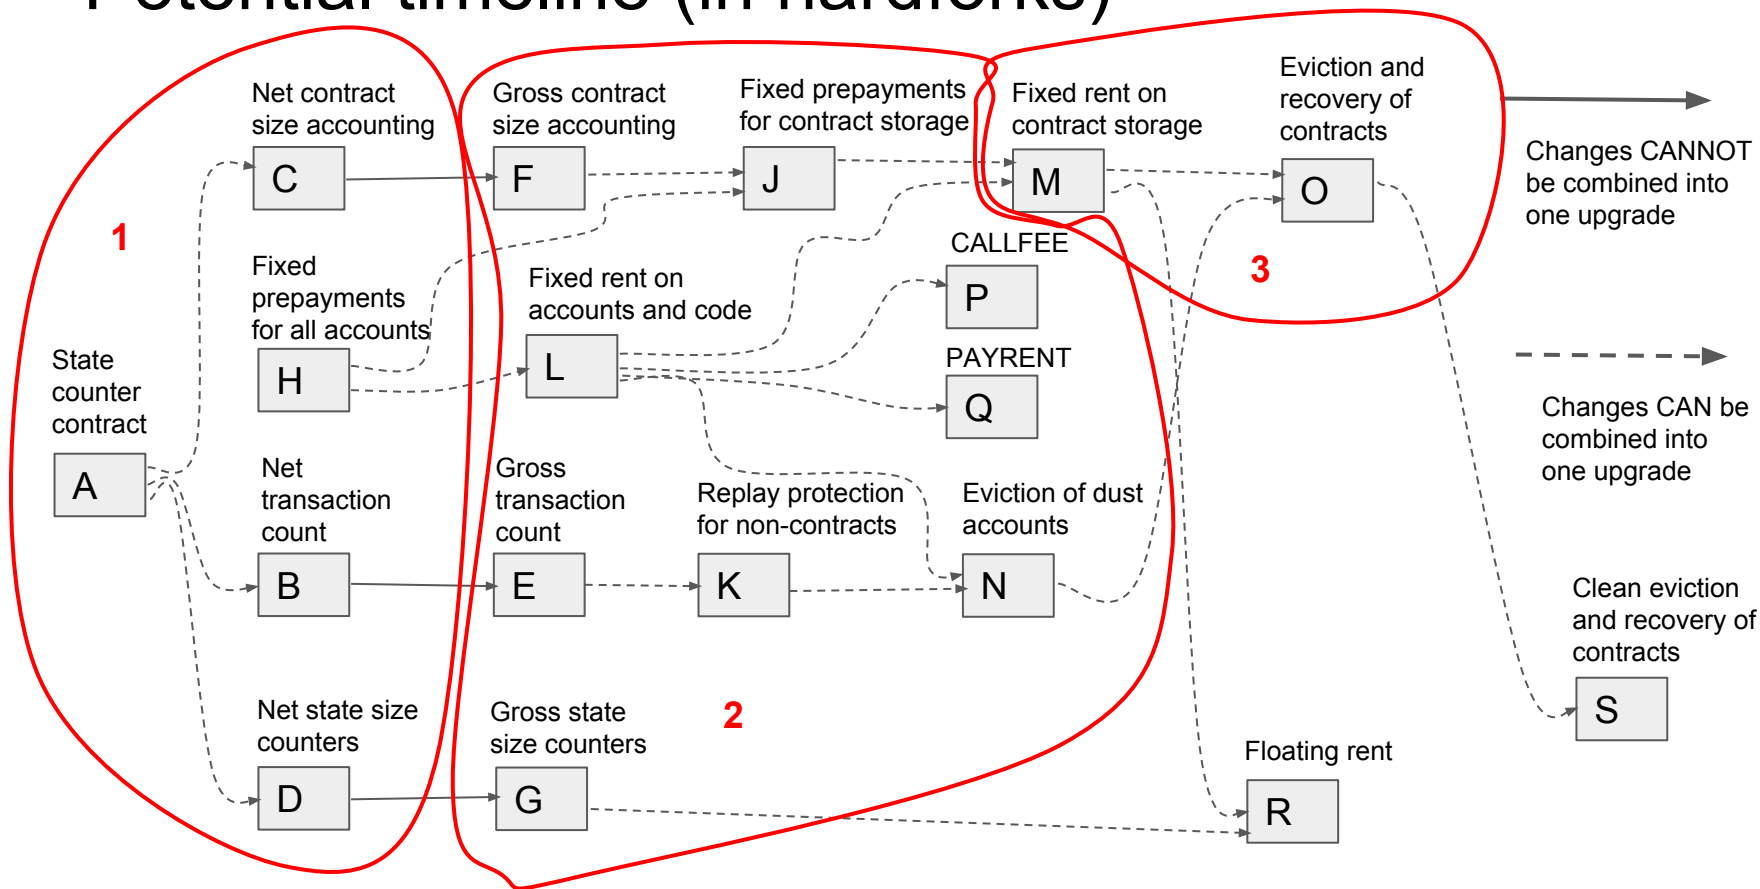 Potential timeline (in hardforks)
Net contract
size accounting
C
Gross contract
size accounting
F
Fixed prepayments
for contract storage
J
Fixed rent on
contract storage
M
Eviction and
recovery of
contracts
O
Changes CANNOT
be combined into
one upgrade
1
Fixed
prepayments
for all accounts
H
Fixed rent on
accounts and code
L
CALLFEE
P
3
PAYRENT
Q
Changes CAN be
combined into
one upgrade
State
counter
contract
A
Net
transaction
count
B
Gross
transaction
count
E
Replay protection
for non-contracts
K
Eviction of dust
accounts
N
Clean eviction
and recovery of
contracts
S
Net state size
counters
D
Gross state
size counters
G
2
Floating rent
R